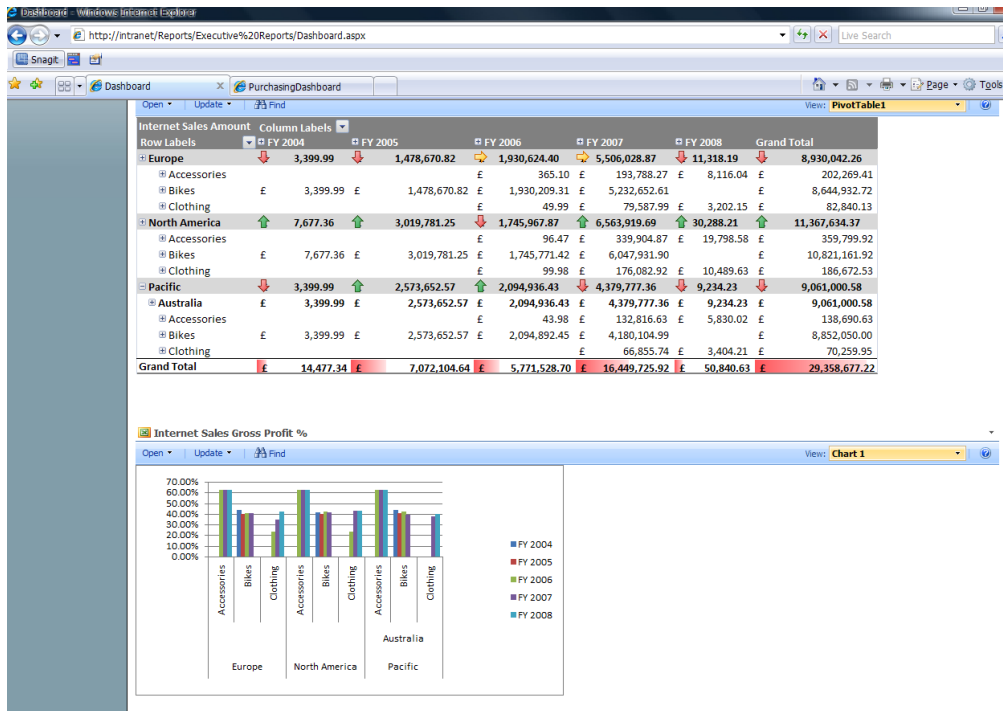 Dashboard - Windows Internet Explorer
http://intranet/Reports/Executive%20Reports/Dashboard.aspx
Live Search
Snagit
Dashboard
PurchasingDashboard
Page
Tools
Open Update Find View: PivotTable1
Internet Sales Amount Column Labels
Row Labels FY 2004 FY 2005 FY 2006 FY 2007 FY 2008 Grand Total
Europe 3,399.99 1,478,670.82 1,930,624.40 5,506,028.87 11,318.19 8,930,042.26
Accessories £ 365.10 £ 193,788.27 £ 8,116.04 £ 202,269.41
Bikes £ 3,399.99 £ 1,478,670.82 £ 1,930,209.31 £ 5,232,652.61 £ 8,644,932.72
Clothing £ 49.99 £ 79,587.99 £ 3,202.15 £ 82,840.13
North America 7,677.36 3,019,781.25 1,745,967.87 6,563,919.69 30,288.21 11,367,634.37
Accessories £ 96.47 £ 339,904.87 £ 19,798.58 £ 359,799.92
Bikes £ 7,677.36 £ 3,019,781.25 £ 1,745,771.42 £ 6,047,931.90 £ 10,821,161.92
Clothing £ 99.98 £ 176,082.92 £ 10,489.63 £ 186,672.53
Pacific 3,399.99 2,573,652.57 2,094,936.43 4,379,777.36 9,234.23 9,061,000.58
Australia £ 3,399.99 £ 2,573,652.57 £ 2,094,936.43 £ 4,379,777.36 £ 9,234.23 £ 9,061,000.58
Accessories £ 43.98 £ 132,816.63 £ 5,830.02 £ 138,690.63
Bikes £ 3,399.99 £ 2,573,652.57 £ 2,094,892.45 £ 4,180,104.99 £ 8,852,050.00
Clothing £ 66,855.74 £ 3,404.21 £ 70,259.95
Grand Total £ 14,477.34 £ 7,072,104.64 £ 5,771,528.70 £ 16,449,725.92 £ 50,840.63 £ 29,358,677.22
Internet Sales Gross Profit %
Open Update Find View: Chart 1
70.00%
60.00%
50.00%
40.00%
30.00%
20.00%
10.00%
0.00%
Accessories Bikes Clothing Accessories Bikes Clothing Accessories Bikes Clothing
Australia
Europe North America Pacific
FY 2004
FY 2005
FY 2006
FY 2007
FY 2008